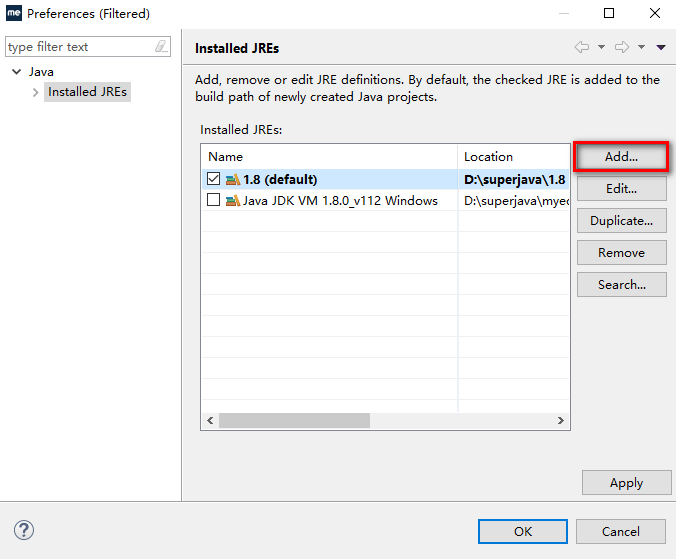 me Preferences (Filtered)
type filter text
Java
Installed JREs
Installed JREs
Add, remove or edit JRE definitions. By default, the checked JRE is added to the
build path of newly created Java projects.
Installed JREs:
Name Location
1.8 (default) D:\superjava\1.8
Java JDK VM 1.8.0_v112 Windows D:\superjava\myec
Add...
Edit...
Duplicate...
Remove
Search...
Apply
?
OK Cancel